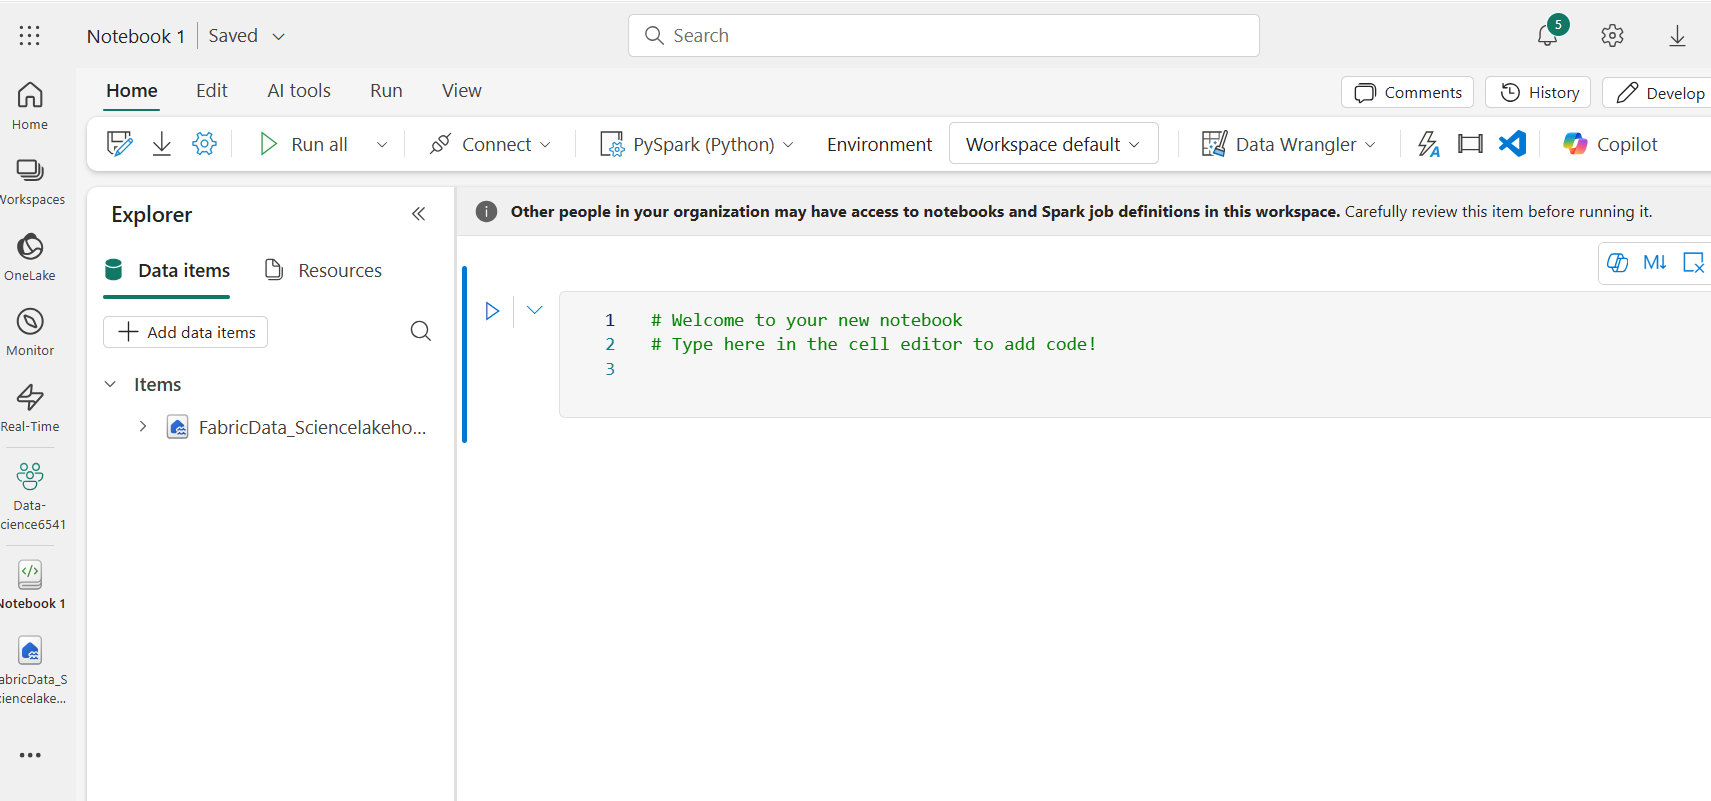 Notebook 1 Saved
Search
5
Home Edit AI tools Run View
Comments History Develop
Run all Connect PySpark (Python) Environment Workspace default Data Wrangler Copilot
Home
Workspaces
OneLake
Monitor
Real-Time
Data-
cience6541
Notebook 1
abricData_S
ciencelake...
Explorer
Data items Resources
Add data items
Items
FabricData_Sciencelakeho...
Other people in your organization may have access to notebooks and Spark job definitions in this workspace. Carefully review this item before running it.
M↓
1 # Welcome to your new notebook
2 # Type here in the cell editor to add code!
3